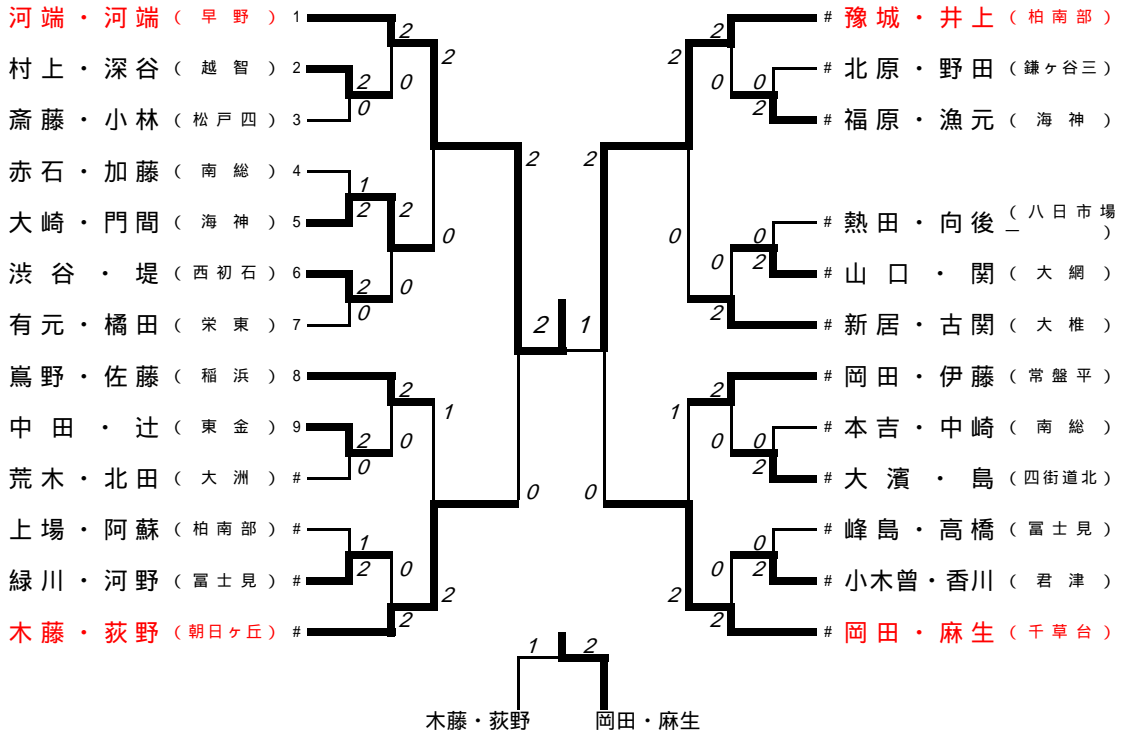 河端・河端 （早野） 1
村上・深谷 （越智） 2
斎藤・小林 （松戸四） 3
赤石・加藤 （南総） 4
大崎・門間 （海神） 5
渋谷・堤 （西初石） 6
有元・橘田 （栄東） 7
嶌野・佐藤 （稲浜） 8
中田・辻 （東金） 9
荒木・北田 （大洲） #
上場・阿蘇 （柏南部） #
緑川・河野 （冨士見） #
木藤・荻野 （朝日ヶ丘） #
2
2
2 0
0
1
2 2
2 0
0
2
0
2
1
2 0
0
1
2 0
2
2
0
2 1
# 豫城・井上 （柏南部）
# 北原・野田 （鎌ヶ谷三）
# 福原・漁元 （海神）
# 熱田・向後 （八日市場一）
# 山口・関 （大網）
# 新居・古関 （大椎）
# 岡田・伊藤 （常盤平）
# 本吉・中崎 （南総）
# 大濱・島 （四街道北）
# 峰島・高橋 （冨士見）
# 小木曾・香川 （君津）
# 岡田・麻生 （千草台）
2
2
0 0
2
2
0
0
0 2
2
2
1
0 0
2
0
0
0 2
2
2
1 2
木藤・荻野 岡田・麻生